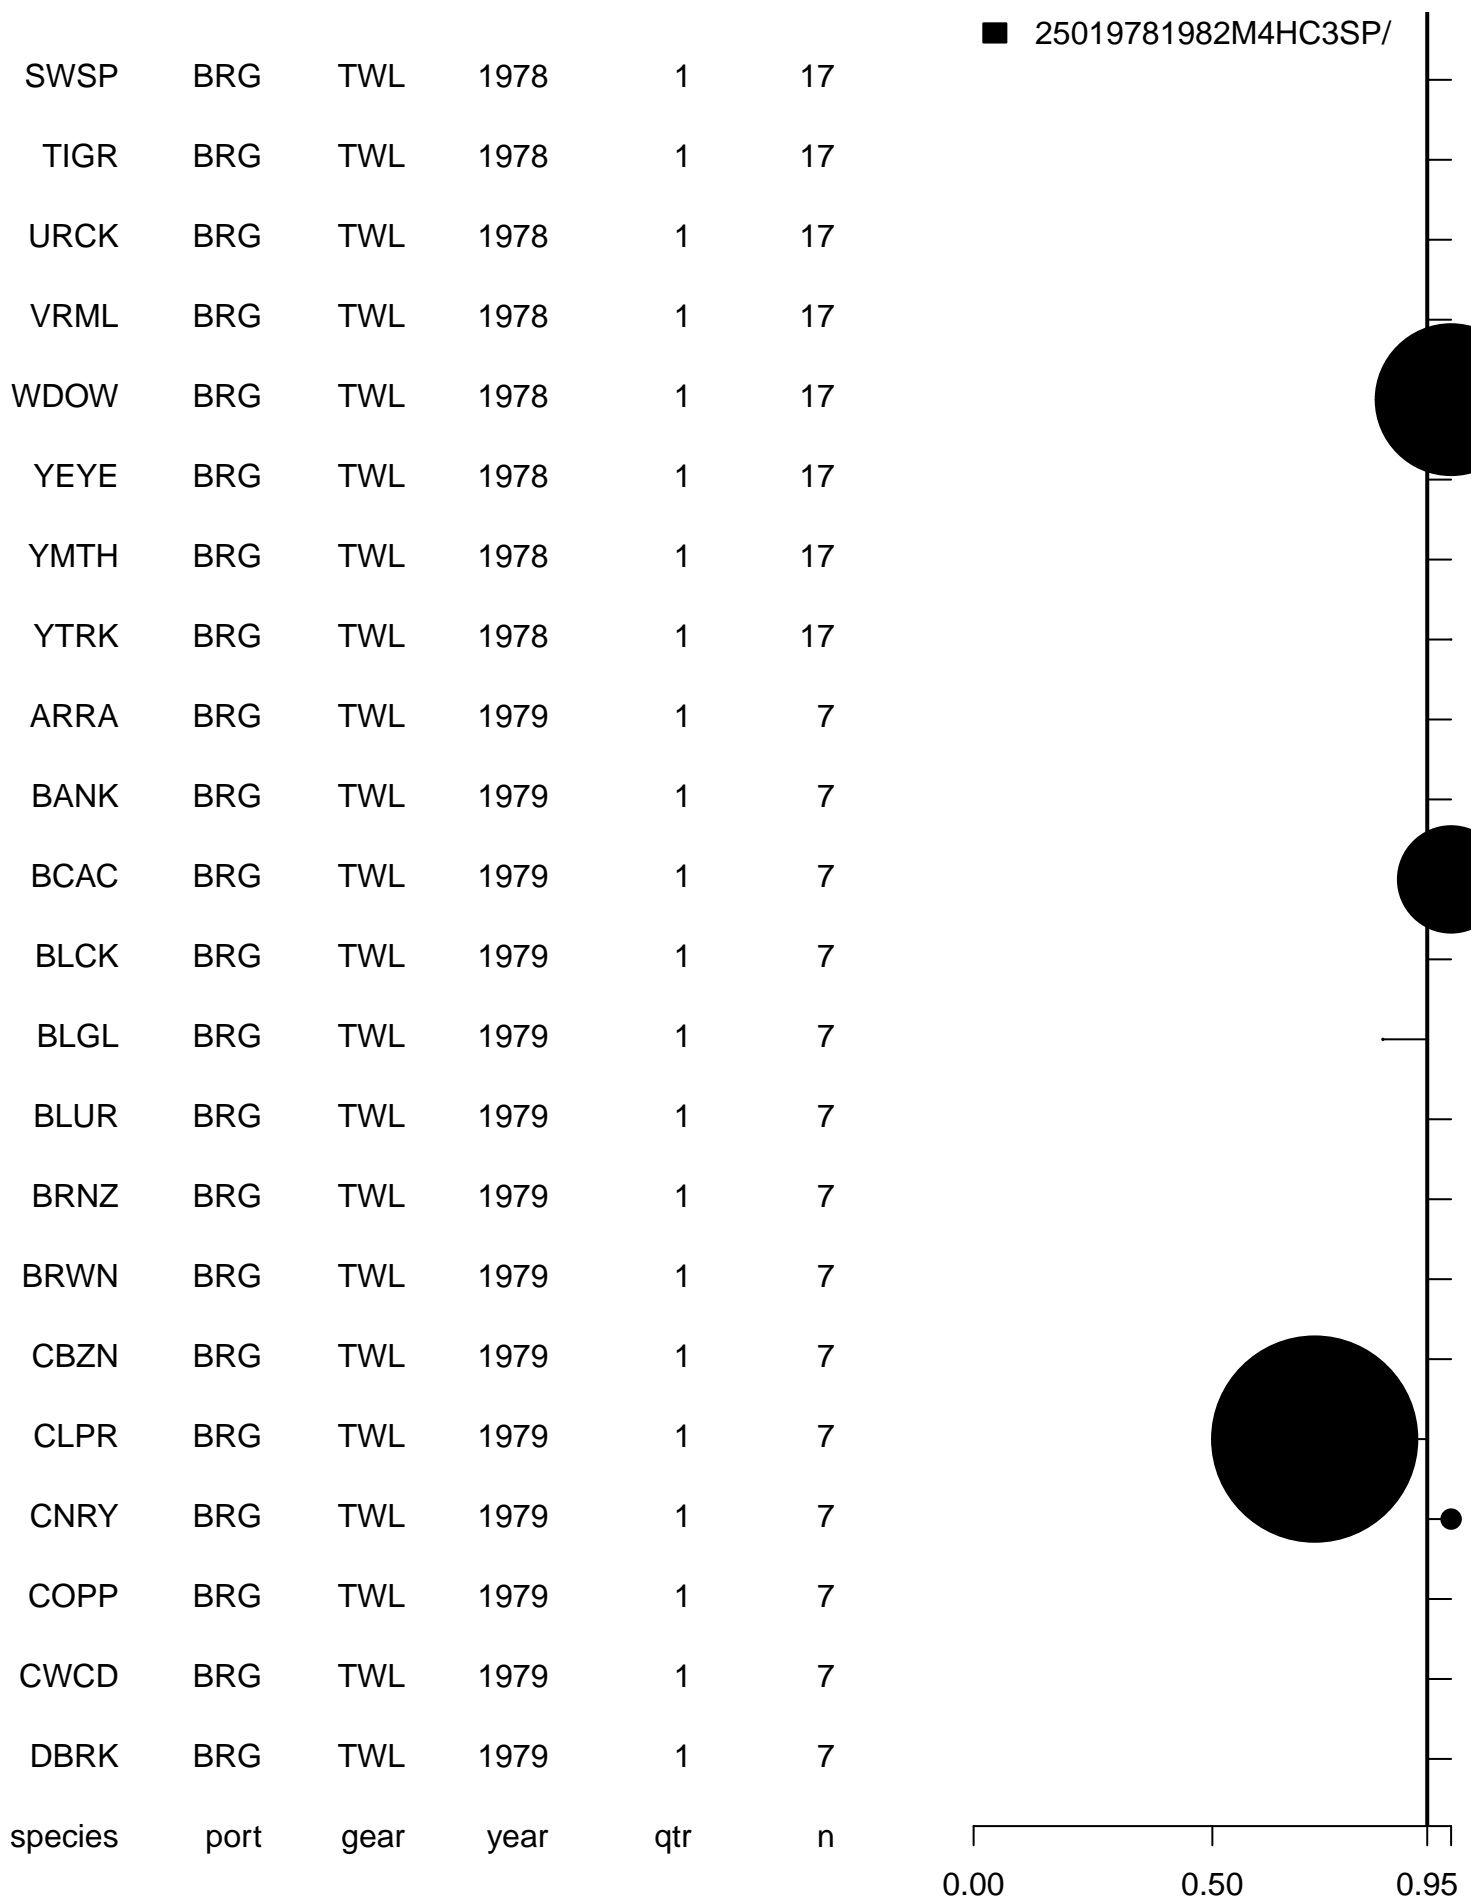 25019781982M4HC3SP/
SWSP BRG TWL 1978 1 17
TIGR BRG TWL 1978 1 17
URCK BRG TWL 1978 1 17
VRML BRG TWL 1978 1 17
WDOW BRG TWL 1978 1 17
YEYE BRG TWL 1978 1 17
YMTH BRG TWL 1978 1 17
YTRK BRG TWL 1978 1 17
ARRA BRG TWL 1979 1 7
BANK BRG TWL 1979 1 7
BCAC BRG TWL 1979 1 7
BLCK BRG TWL 1979 1 7
BLGL BRG TWL 1979 1 7
BLUR BRG TWL 1979 1 7
BRNZ BRG TWL 1979 1 7
BRWN BRG TWL 1979 1 7
CBZN BRG TWL 1979 1 7
CLPR BRG TWL 1979 1 7
CNRY BRG TWL 1979 1 7
COPP BRG TWL 1979 1 7
CWCD BRG TWL 1979 1 7
DBRK BRG TWL 1979 1 7
species port gear year qtr n
0.00 0.50 0.95